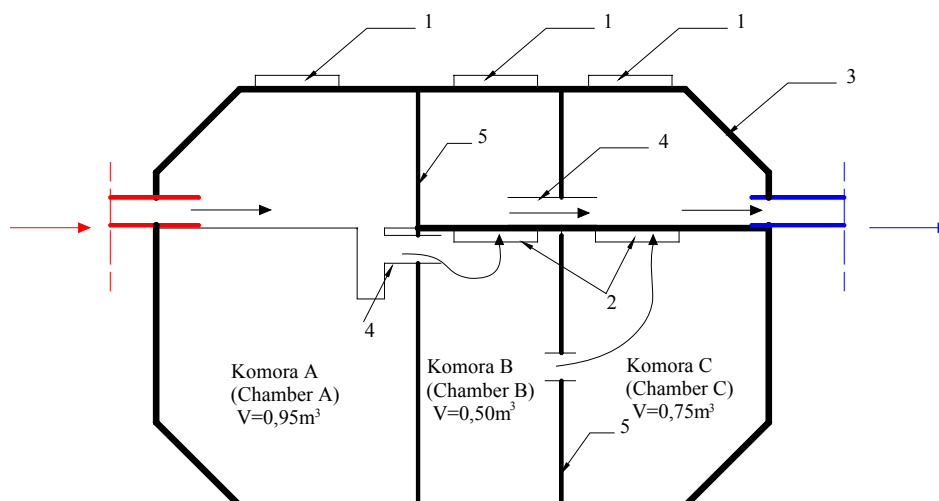 1
1
1
3
5
4
4
2
Komora A
(Chamber A)
V=0,95m³
Komora B
(Chamber B)
V=0,50m³
Komora C
(Chamber C)
V=0,75m³
5